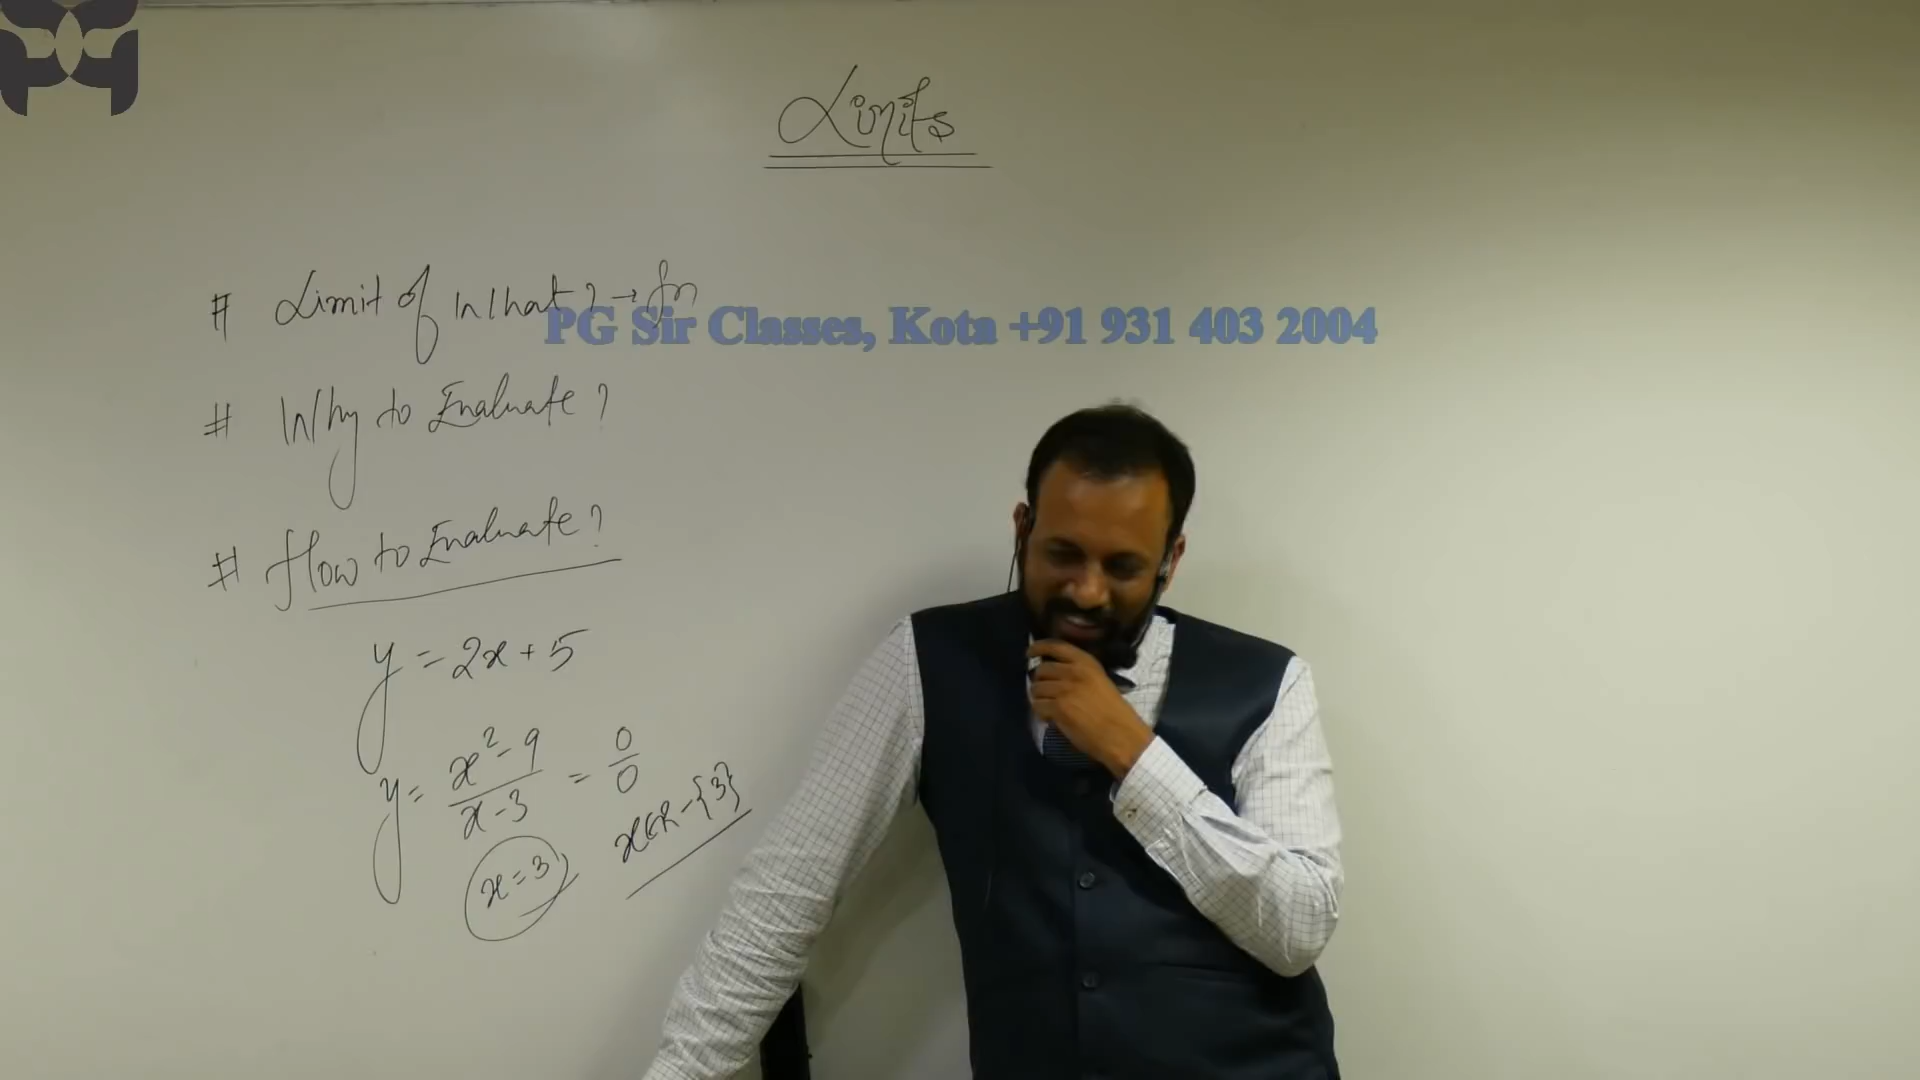 Limits
# Limit of What? → fn
PG Sir Classes, Kota +91 931 403 2004
# Why to Evaluate?
# How to Evaluate?
y = 2x + 5
y = x² - 9 / x - 3 = 0/0
x = 3
x ∈ R - {3}